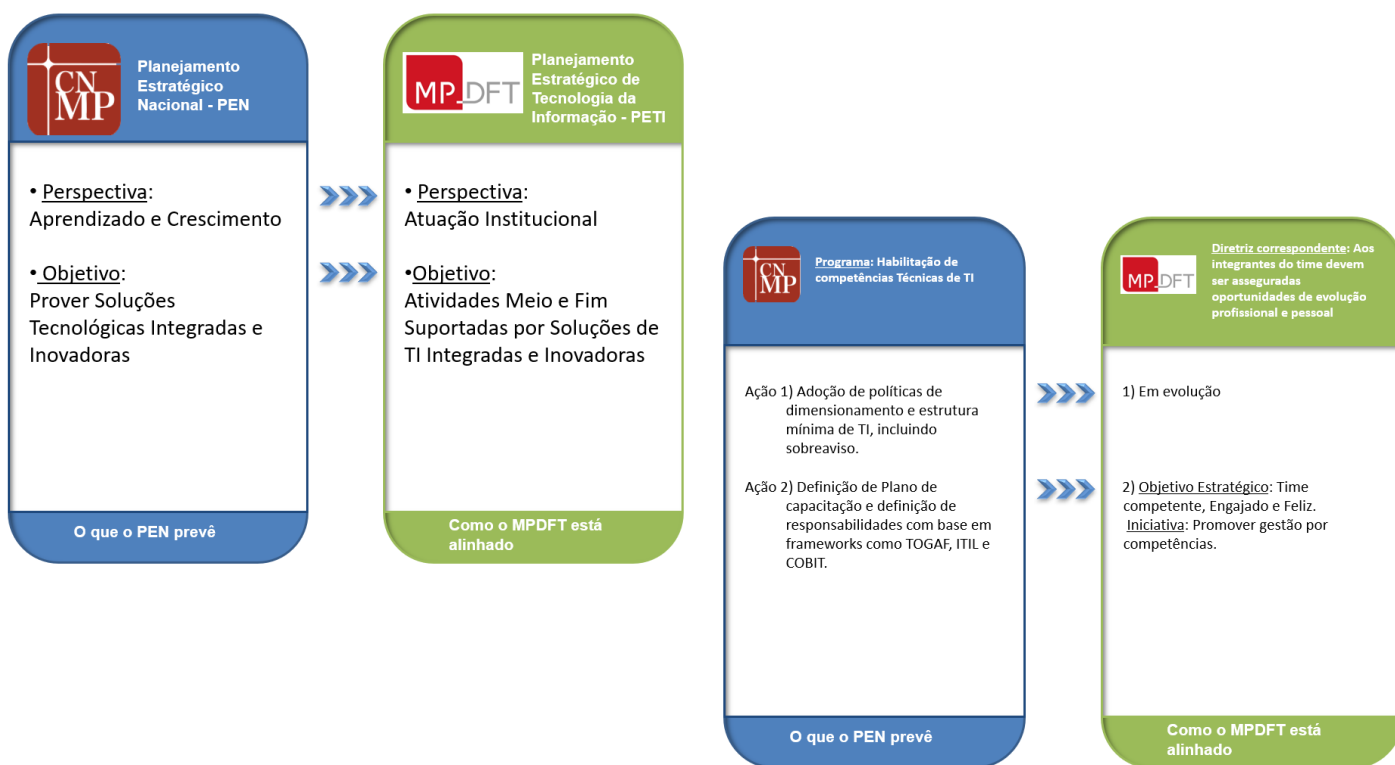 CN
MP
Planejamento
Estratégico
Nacional - PEN
• Perspectiva:
Aprendizado e Crescimento
• Objetivo:
Prover Soluções
Tecnológicas Integradas e
Inovadoras
O que o PEN prevê
MP DFT
Planejamento
Estratégico de
Tecnologia da
Informação - PETI
• Perspectiva:
Atuação Institucional
•Objetivo:
Atividades Meio e Fim
Suportadas por Soluções de
TI Integradas e Inovadoras
Como o MPDFT está
alinhado
CN
MP
Programa: Habilitação de
competências Técnicas de TI
Ação 1) Adoção de políticas de
dimensionamento e estrutura
mínima de TI, incluindo
sobreaviso.
Ação 2) Definição de Plano de
capacitação e definição de
responsabilidades com base em
frameworks como TOGAF, ITIL e
COBIT.
O que o PEN prevê
MP DFT
Diretriz correspondente: Aos
integrantes do time devem
ser asseguradas
oportunidades de evolução
profissional e pessoal
1) Em evolução
2) Objetivo Estratégico: Time
competente, Engajado e Feliz.
Iniciativa: Promover gestão por
competências.
Como o MPDFT está
alinhado